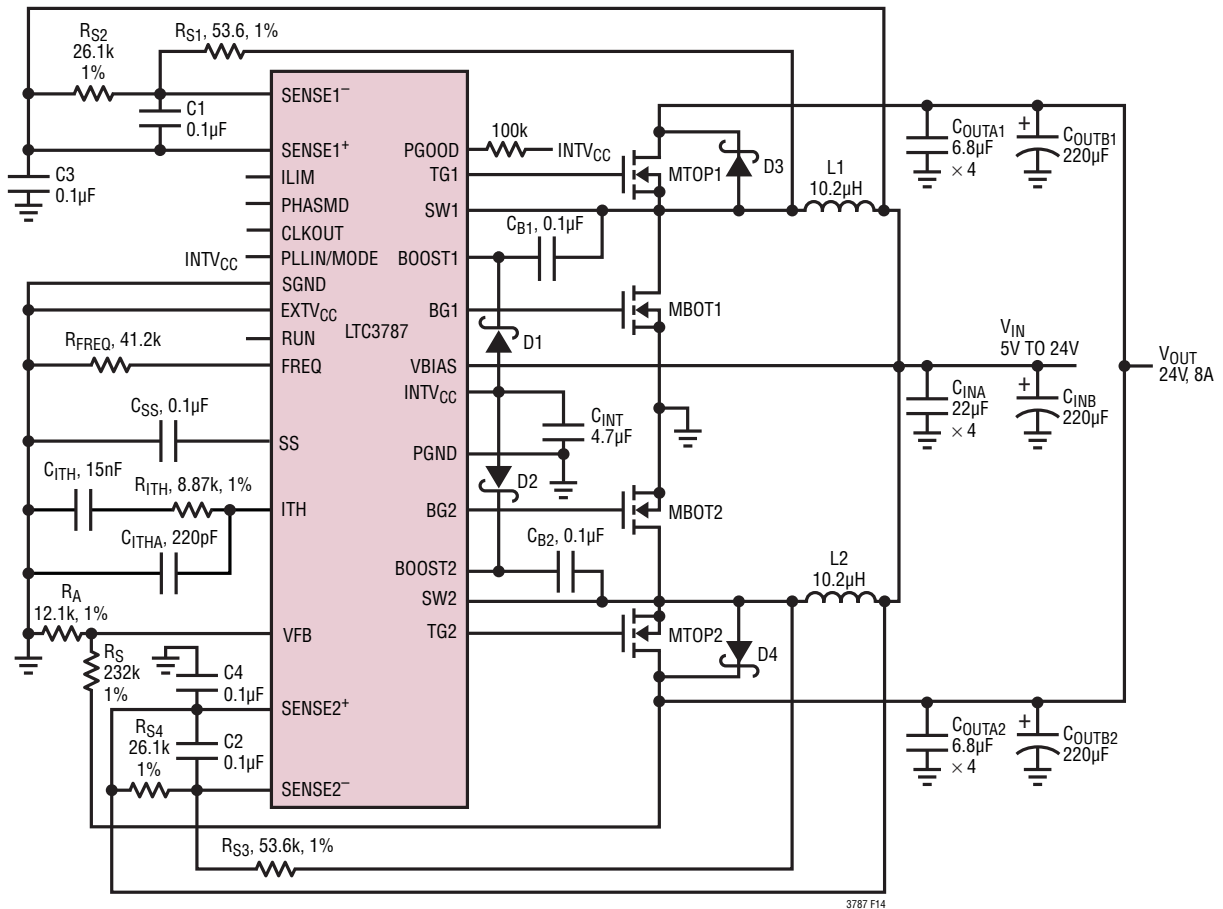 RS2
26.1k
1%
RS1, 53.6, 1%
C1
0.1µF
C3
0.1µF
SENSE1–
SENSE1+
ILIM
PHASMD
CLKOUT
INTVCC
PLLIN/MODE
SGND
EXTVCC
LTC3787
RUN
FREQ
RFREQ, 41.2k
CSS, 0.1µF
SS
CITH, 15nF
RITH, 8.87k, 1%
ITH
CITHA, 220pF
RA
12.1k, 1%
VFB
RS
232k
1%
C4
0.1µF
SENSE2+
RS4
26.1k
1%
C2
0.1µF
SENSE2–
RS3, 53.6k, 1%
PGOOD
100k
INTVCC
TG1
SW1
BOOST1
BG1
VBIAS
INTVCC
PGND
BG2
BOOST2
SW2
TG2
CB1, 0.1µF
D1
CINT
4.7µF
D2
CB2, 0.1µF
MTOP1
D3
MBOT1
MBOT2
MTOP2
D4
L1
10.2µH
L2
10.2µH
COUTA1
6.8µF
× 4
+
COUTB1
220µF
VIN
5V TO 24V
CINA
22µF
× 4
+
CINB
220µF
VOUT
24V, 8A
COUTA2
6.8µF
× 4
+
COUTB2
220µF
3787 F14